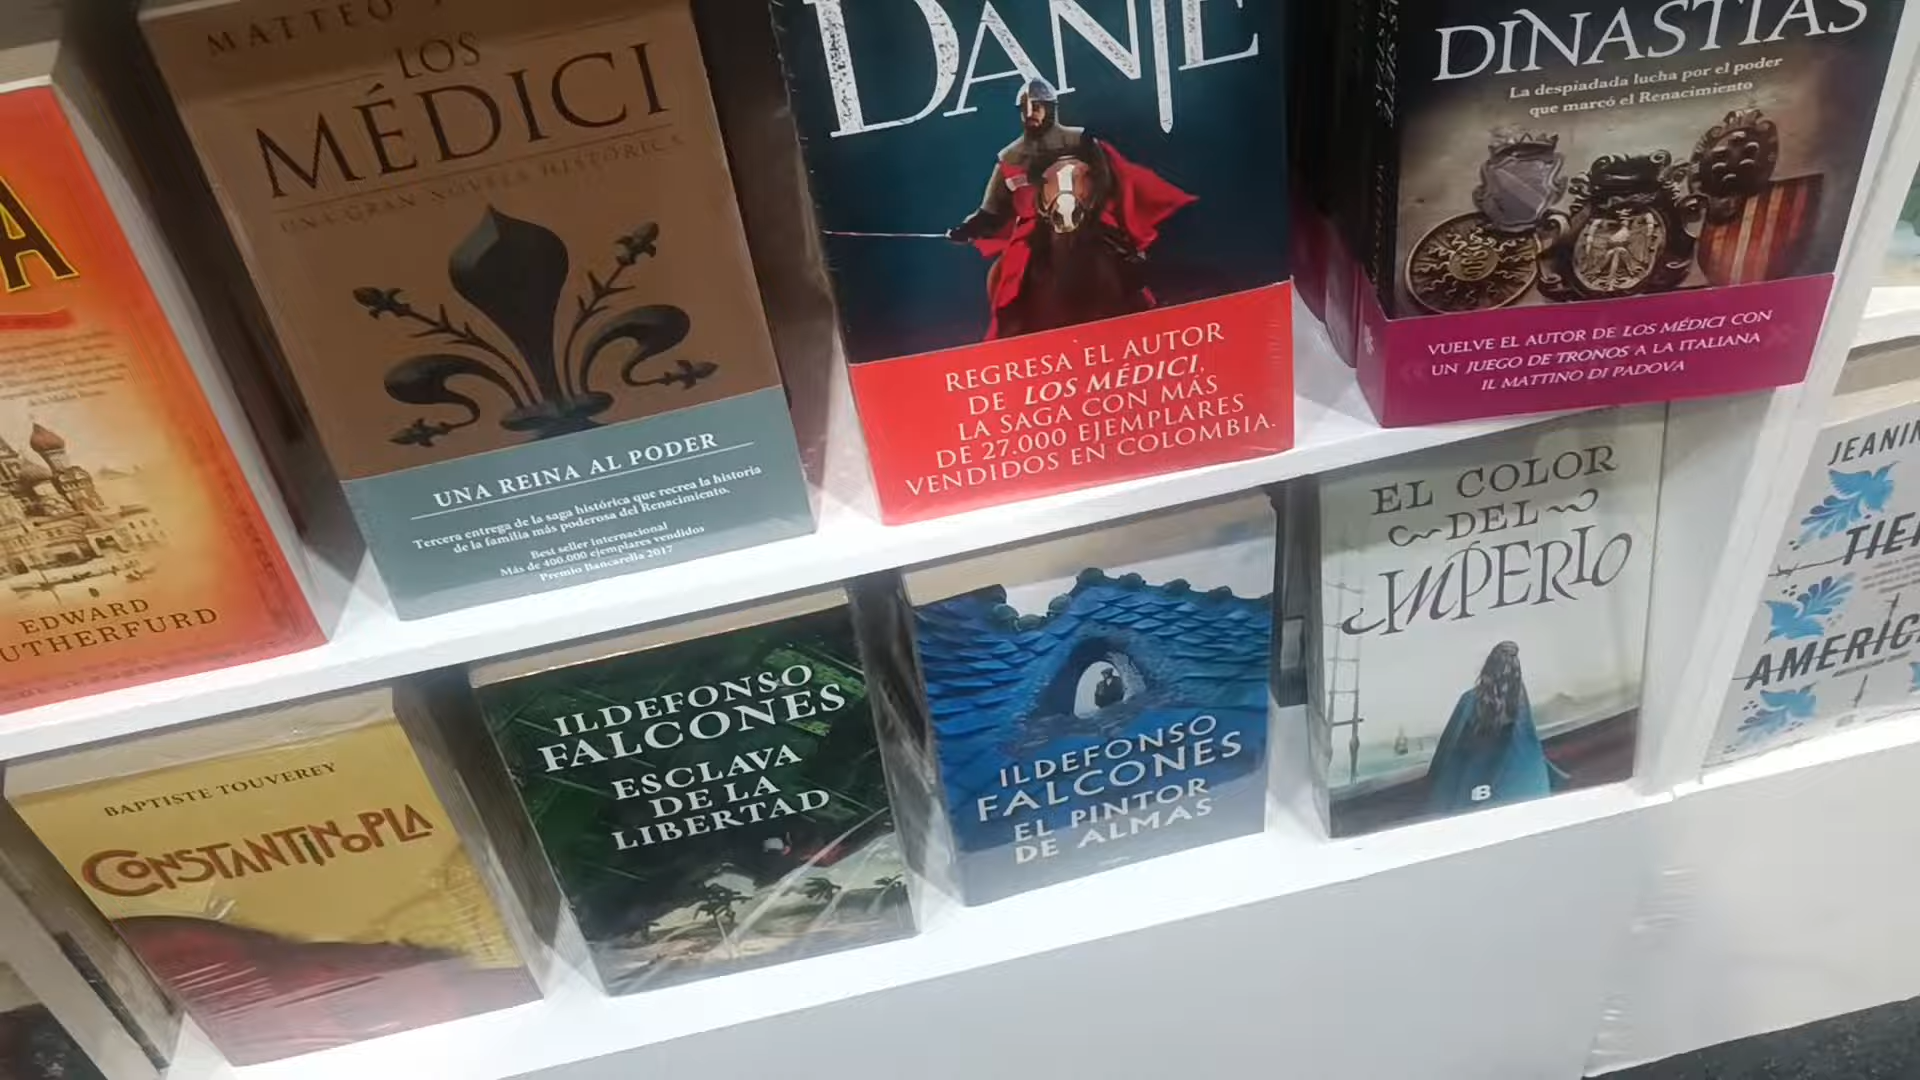 MATTEO
LOS
MÉDICI
UNA GRAN NOVELA HISTÓRICA
UNA REINA AL PODER
Tercera entrega de la saga histórica que recrea la historia
de la familia más poderosa del Renacimiento.
Best seller internacional
Más de 400.000 ejemplares vendidos
Premio Bancarella 2017
DANTE
REGRESA EL AUTOR
DE LOS MÉDICI,
LA SAGA CON MÁS
DE 27.000 EJEMPLARES
VENDIDOS EN COLOMBIA.
DINASTÍAS
La despiadada lucha por el poder
que marcó el Renacimiento
VUELVE EL AUTOR DE LOS MÉDICI CON
UN JUEGO DE TRONOS A LA ITALIANA
IL MATTINO DI PADOVA
A
EDWARD
UTHERFURD
BAPTISTE TOUVEREY
CONSTANTINOPLA
ILDEFONSO
FALCONES
ESCLAVA
DE LA
LIBERTAD
ILDEFONSO
FALCONES
EL PINTOR
DE ALMAS
EL COLOR
DEL
IMPERIO
B
JEANIN
TIER
AMERIC